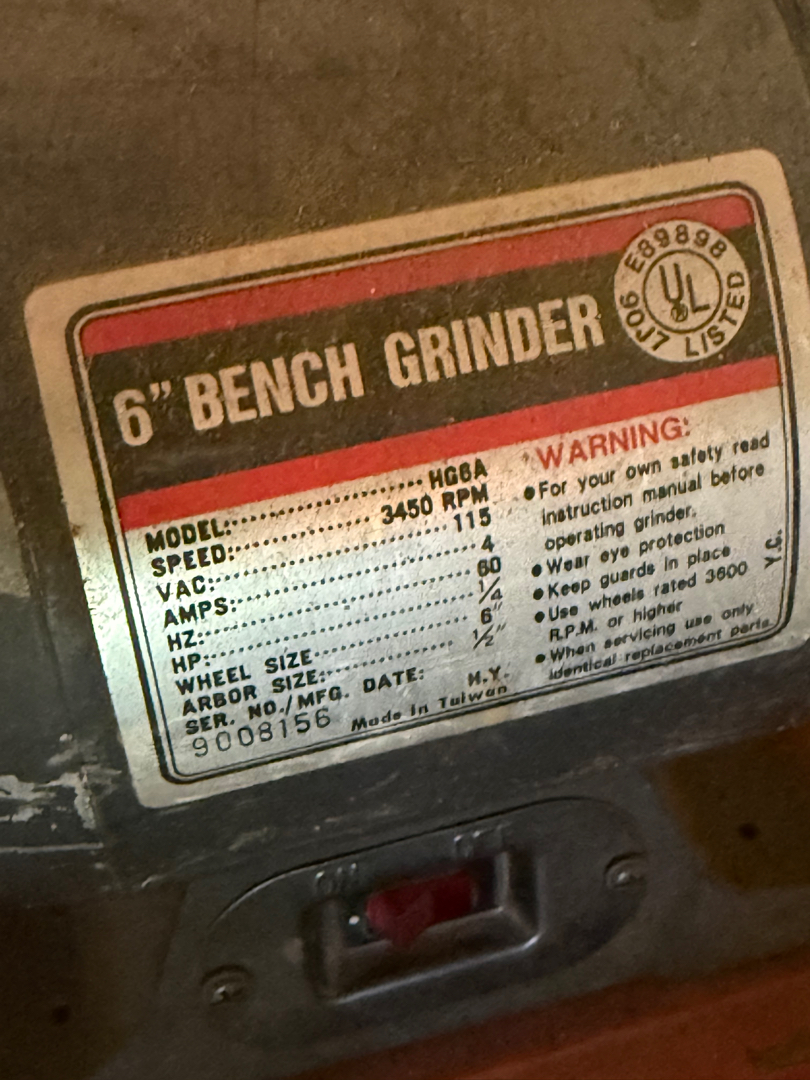 6" BENCH GRINDER
E89898
UL
®
LISTED
90J7
MODEL: HG6A
SPEED: 3450 RPM
VAC: 115
AMPS: 4
HZ: 60
HP: 1/4
WHEEL SIZE 6"
ARBOR SIZE: 1/2"
SER. NO./MFG. DATE: H.Y.
9008156 Made in Taiwan
WARNING:
●For your own safety read
instruction manual before
operating grinder.
●Wear eye protection
●Keep guards in place
●Use wheels rated 3600
R.P.M. or higher
●When servicing use only
identical replacement parts.
ON
OFF